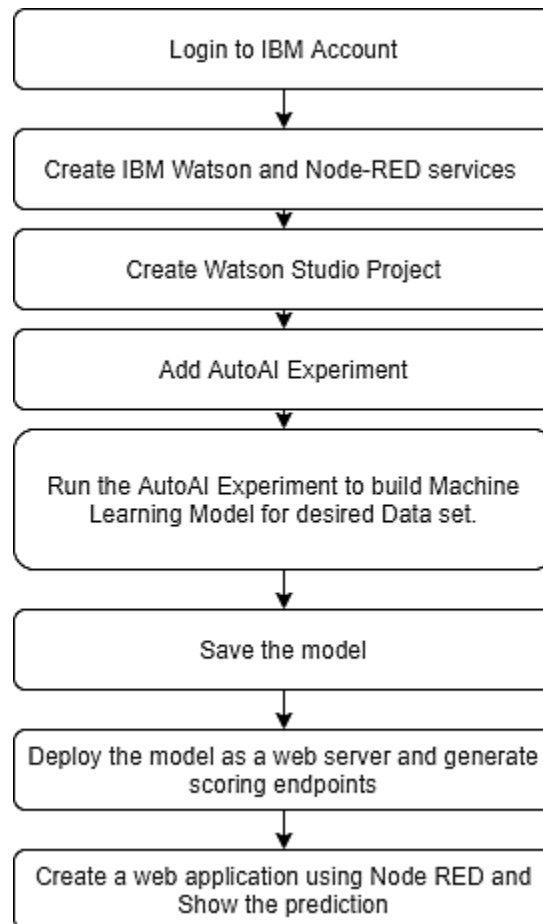 Login to IBM Account
Create IBM Watson and Node-RED services
Create Watson Studio Project
Add AutoAI Experiment
Run the AutoAI Experiment to build Machine
Learning Model for desired Data set.
Save the model
Deploy the model as a web server and generate
scoring endpoints
Create a web application using Node RED and
Show the prediction